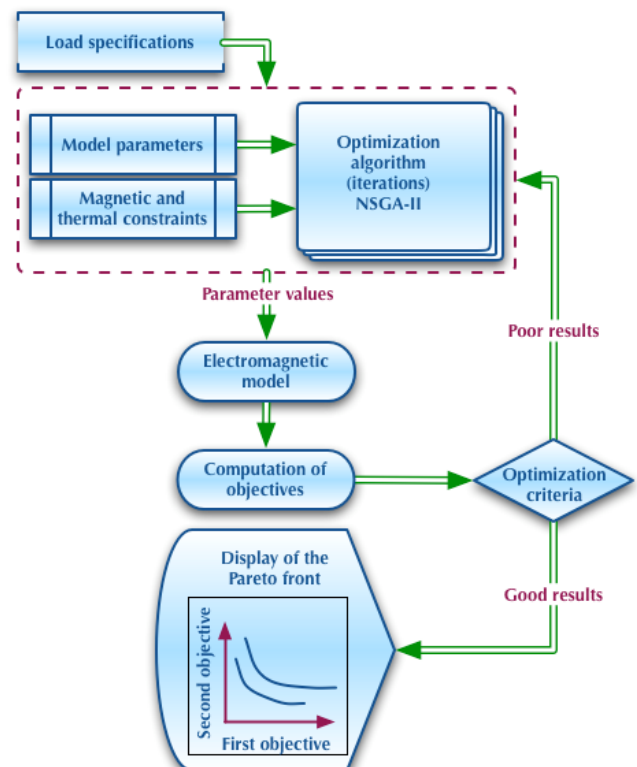 Load specifications
Model parameters
Magnetic and
thermal constraints
Optimization
algorithm
(iterations)
NSGA-II
Parameter values
Electromagnetic
model
Poor results
Computation of
objectives
Optimization
criteria
Good results
Display of the
Pareto front
Second objective
First objective